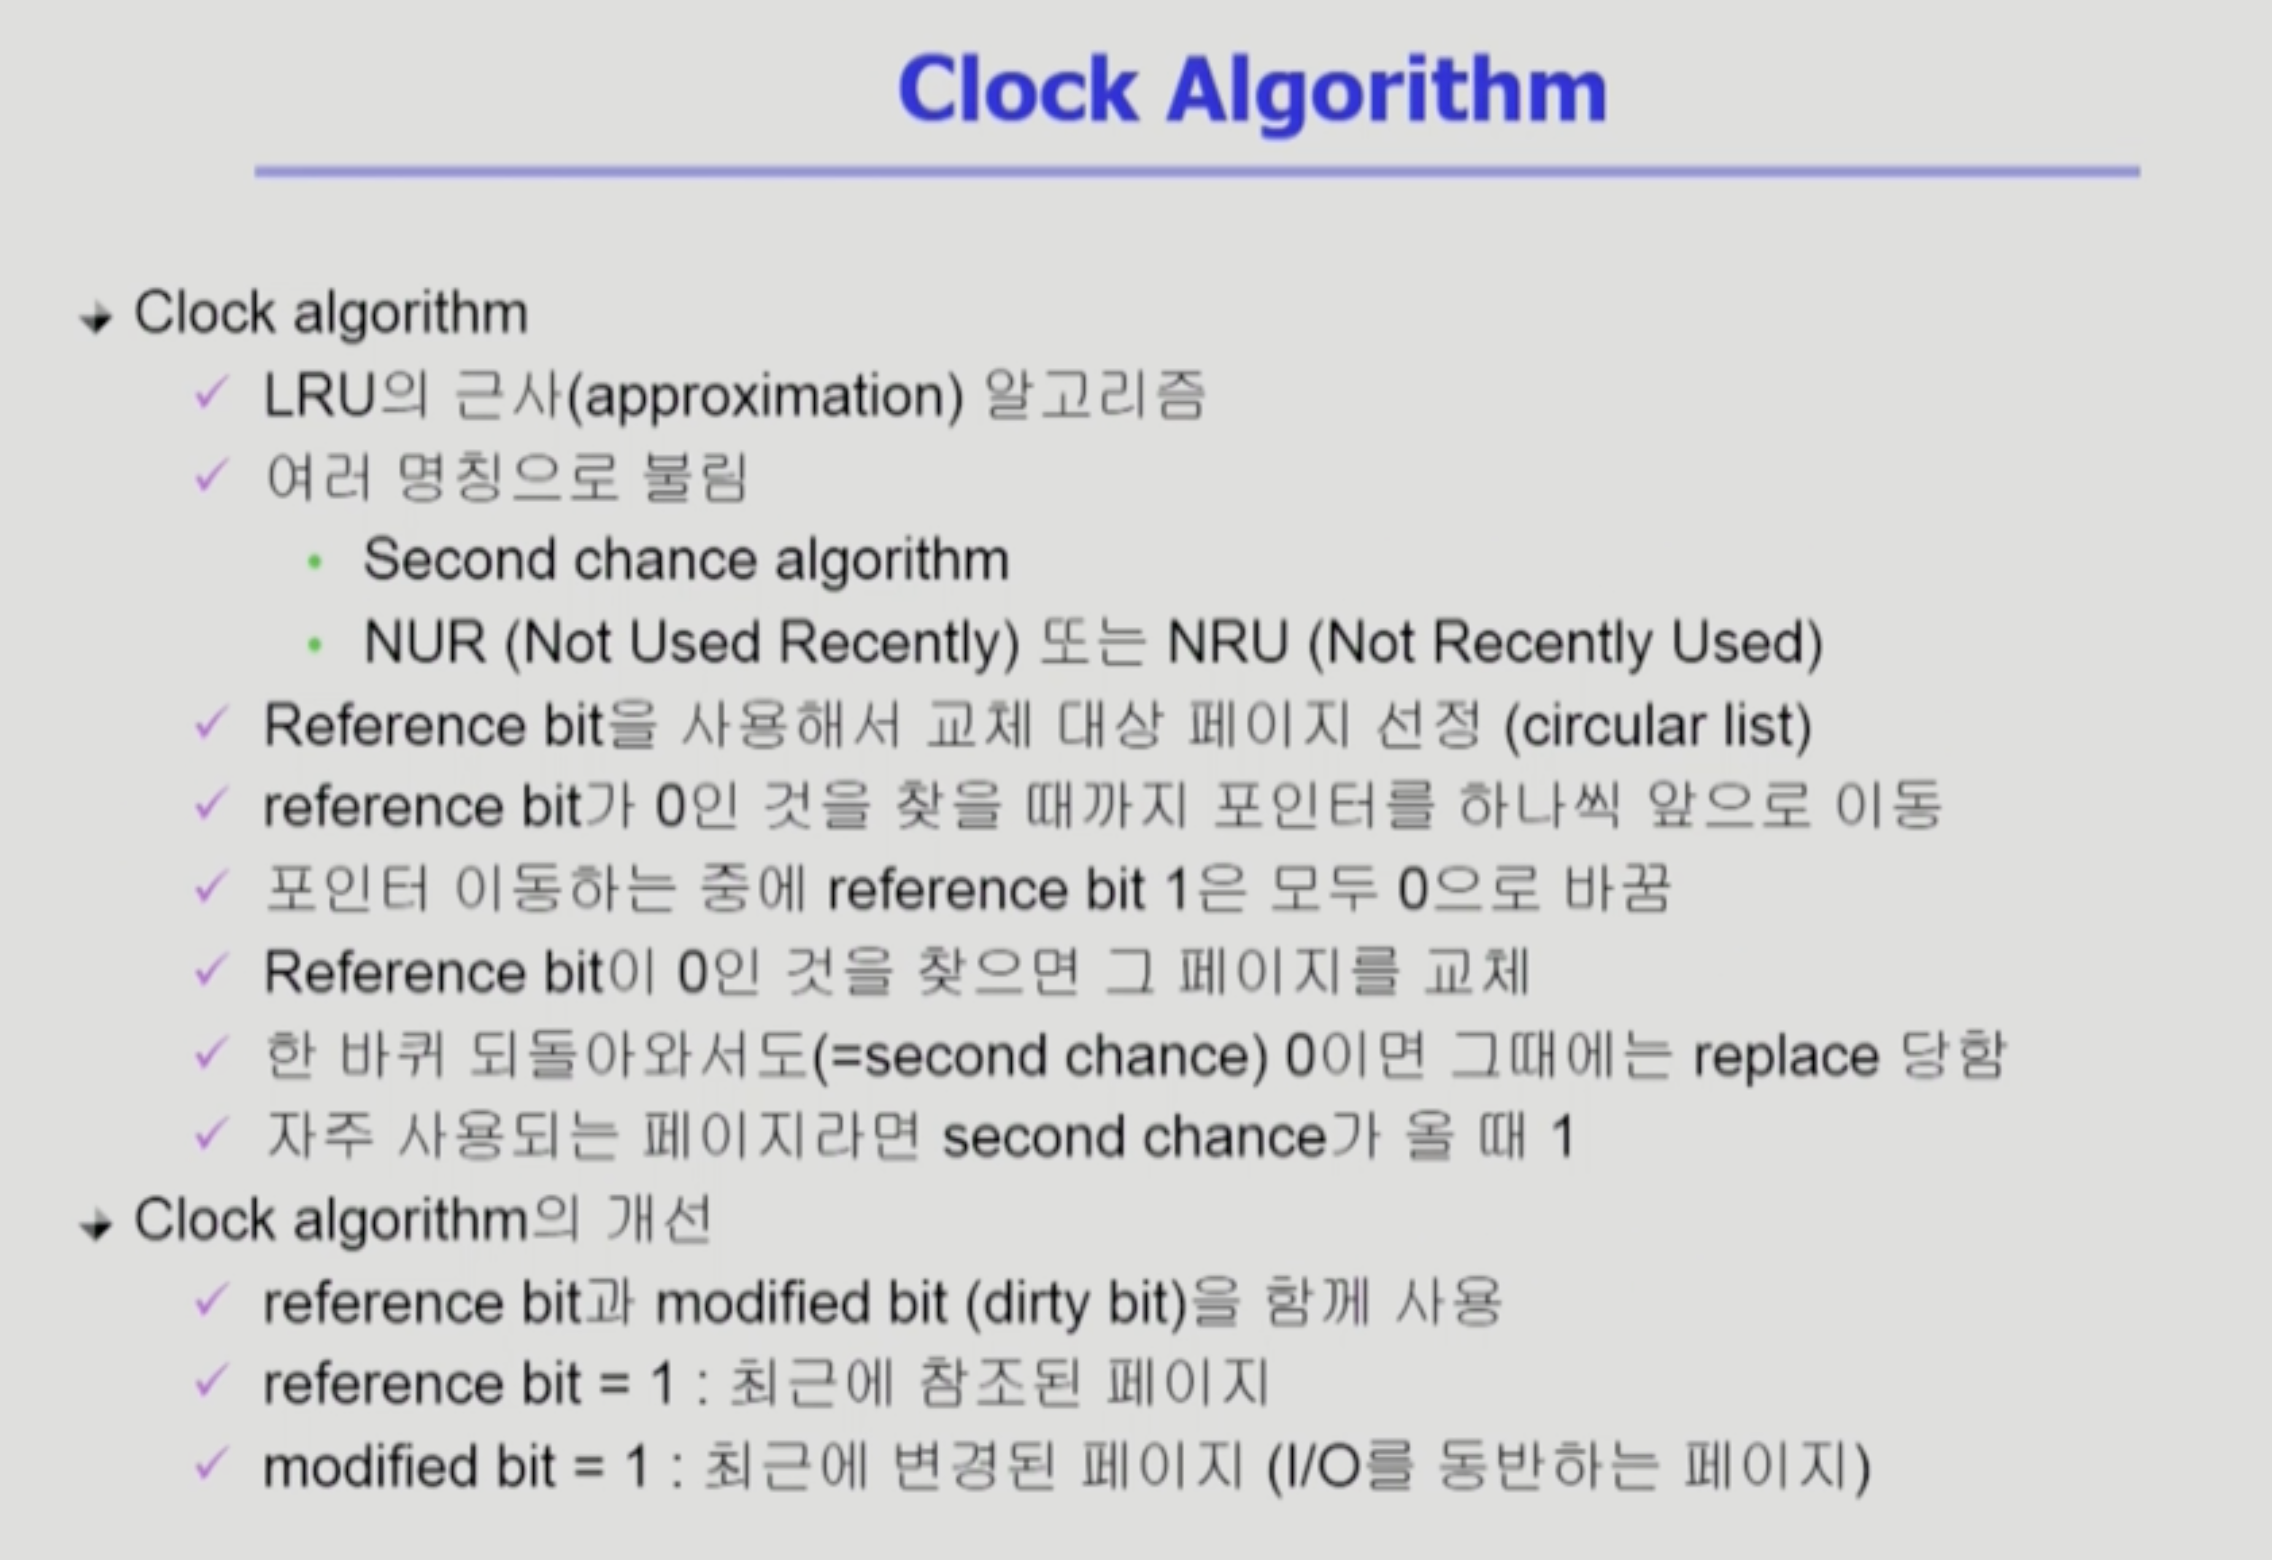 Clock Algorithm
Clock algorithm
LRU의 근사(approximation) 알고리즘
여러 명칭으로 불림
Second chance algorithm
NUR (Not Used Recently) 또는 NRU (Not Recently Used)
Reference bit을 사용해서 교체 대상 페이지 선정 (circular list)
reference bit가 0인 것을 찾을 때까지 포인터를 하나씩 앞으로 이동
포인터 이동하는 중에 reference bit 1은 모두 0으로 바꿈
Reference bit이 0인 것을 찾으면 그 페이지를 교체
한 바퀴 되돌아와서도(=second chance) 0이면 그때에는 replace 당함
자주 사용되는 페이지라면 second chance가 올 때 1
Clock algorithm의 개선
reference bit과 modified bit (dirty bit)을 함께 사용
reference bit = 1 : 최근에 참조된 페이지
modified bit = 1 : 최근에 변경된 페이지 (I/O를 동반하는 페이지)